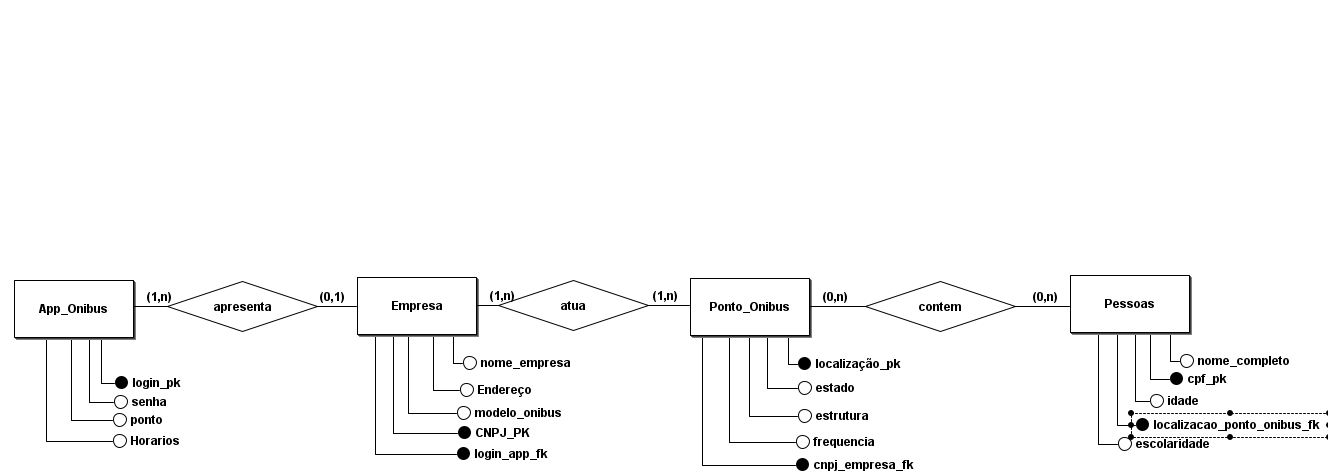 App_Onibus
(1,n)
apresenta
(0,1)
Empresa
(1,n)
atua
(1,n)
Ponto_Onibus
(0,n)
contem
(0,n)
Pessoas
login_pk
senha
ponto
Horarios
nome_empresa
Endereço
modelo_onibus
CNPJ_PK
login_app_fk
localização_pk
estado
estrutura
frequencia
cnpj_empresa_fk
nome_completo
cpf_pk
idade
localizacao_ponto_onibus_fk
escolaridade